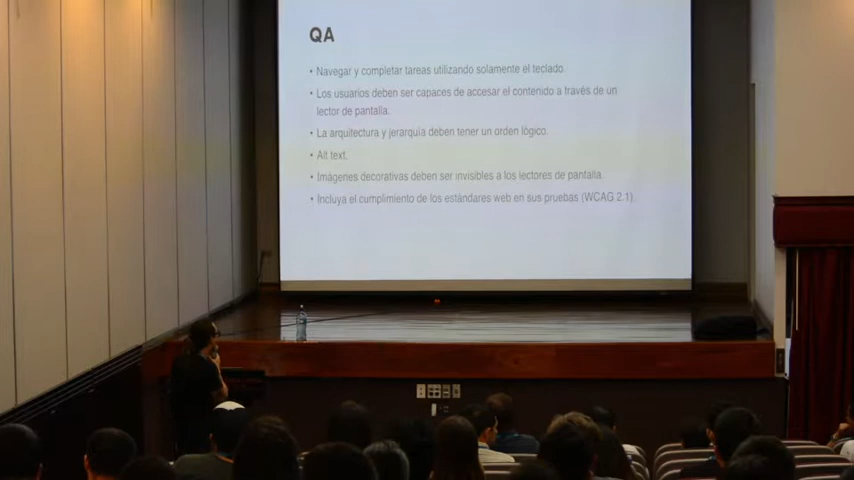 QA
• Navegar y completar tareas utilizando solamente el teclado.
• Los usuarios deben ser capaces de accesar el contenido a través de un
lector de pantalla.
• La arquitectura y jerarquía deben tener un orden lógico.
• Alt text.
• Imágenes decorativas deben ser invisibles a los lectores de pantalla.
• Incluya el cumplimiento de los estándares web en sus pruebas (WCAG 2.1)